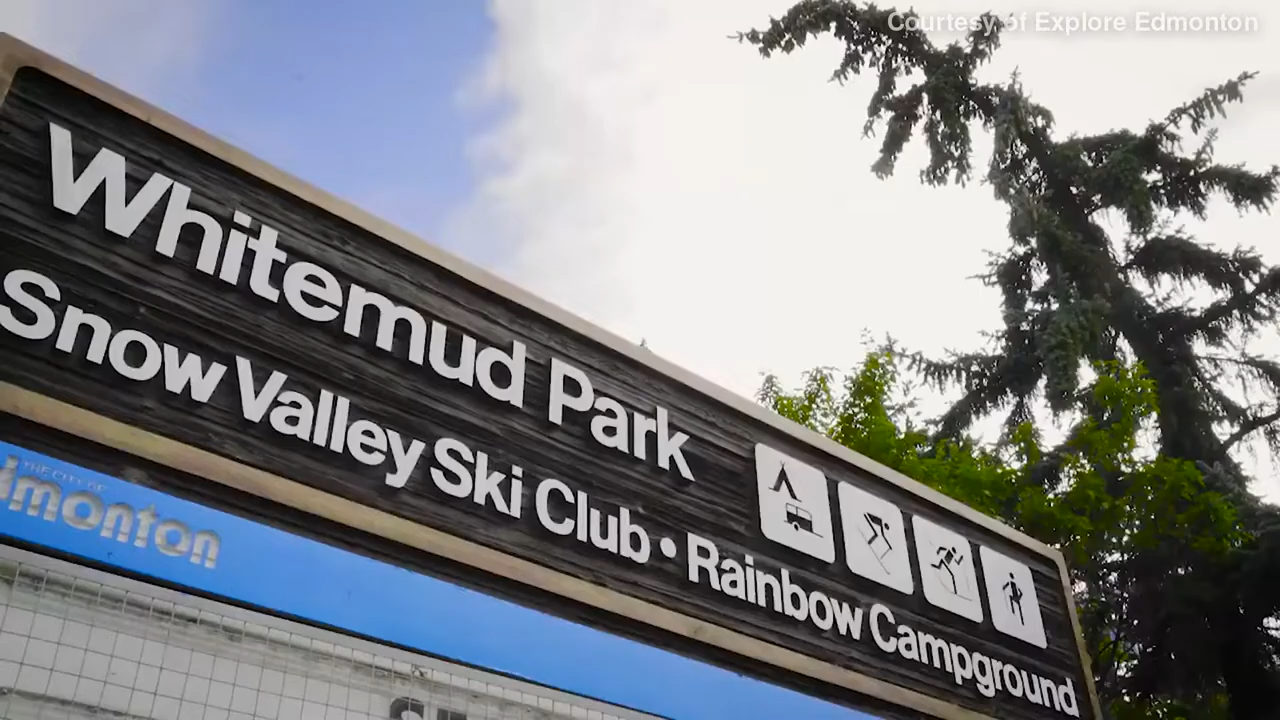 Courtesy of Explore Edmonton
Whitemud Park
Snow Valley Ski Club • Rainbow Campground
THE CITY OF
dmonton